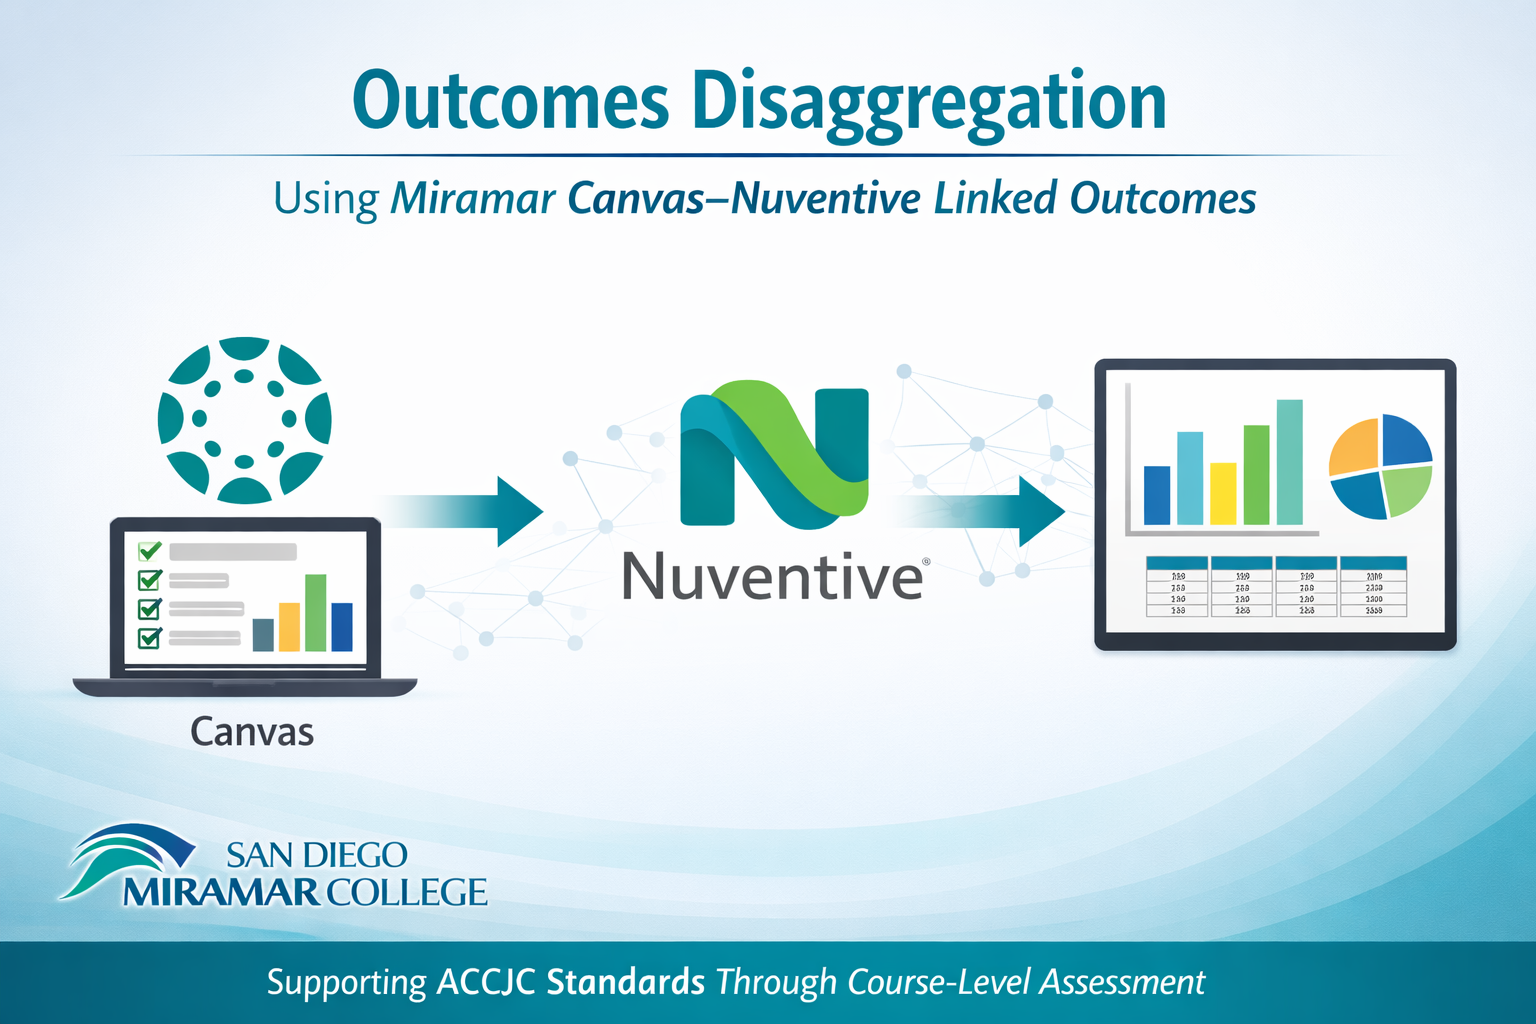 Outcomes Disaggregation
Using Miramar Canvas–Nuventive Linked Outcomes
Nuventive®
Canvas
SAN DIEGO
MIRAMAR COLLEGE
Supporting ACCJC Standards Through Course-Level Assessment